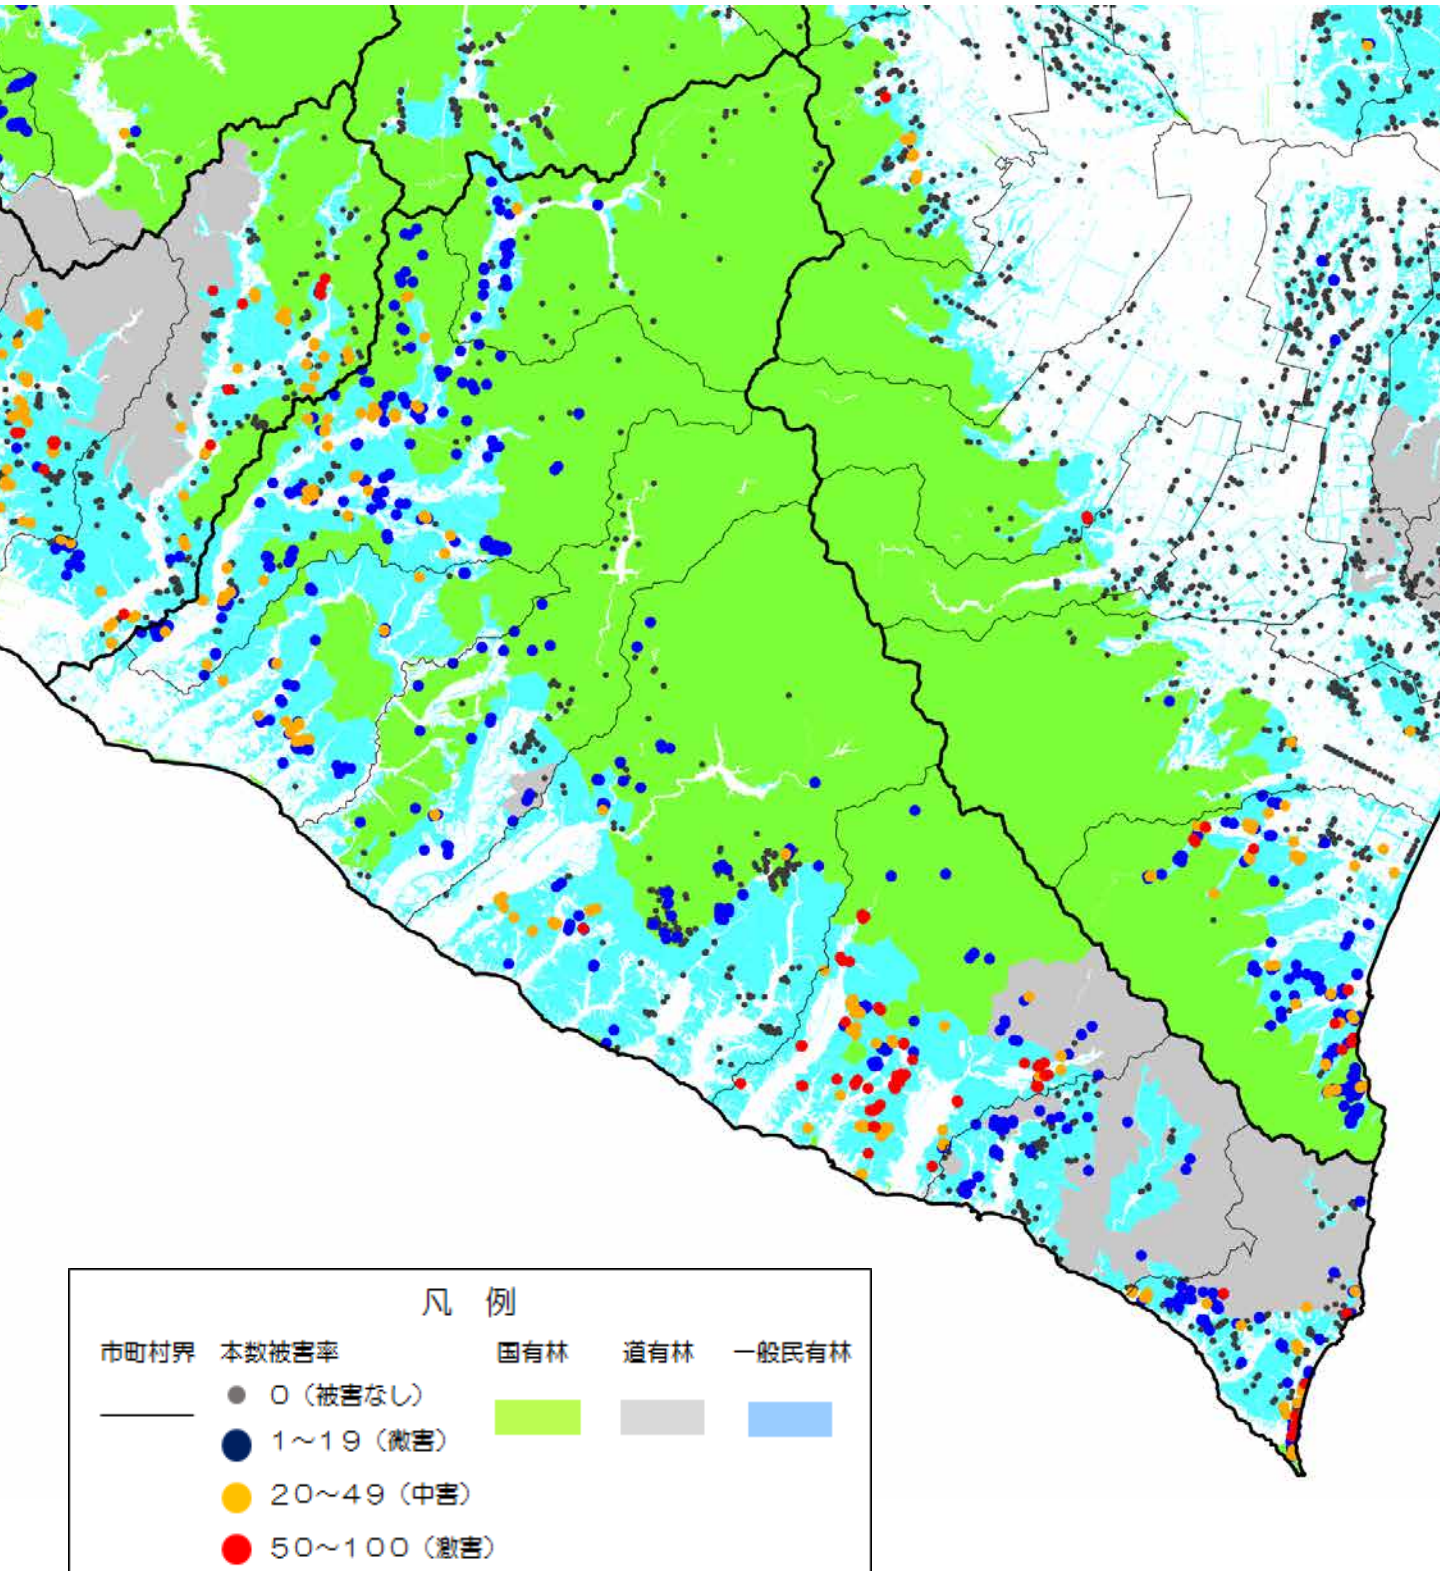 凡 例
市町村界 本数被害率 国有林 道有林 一般民有林
０（被害なし）
１～１９（微害）
２０～４９（中害）
５０～１００（激害）